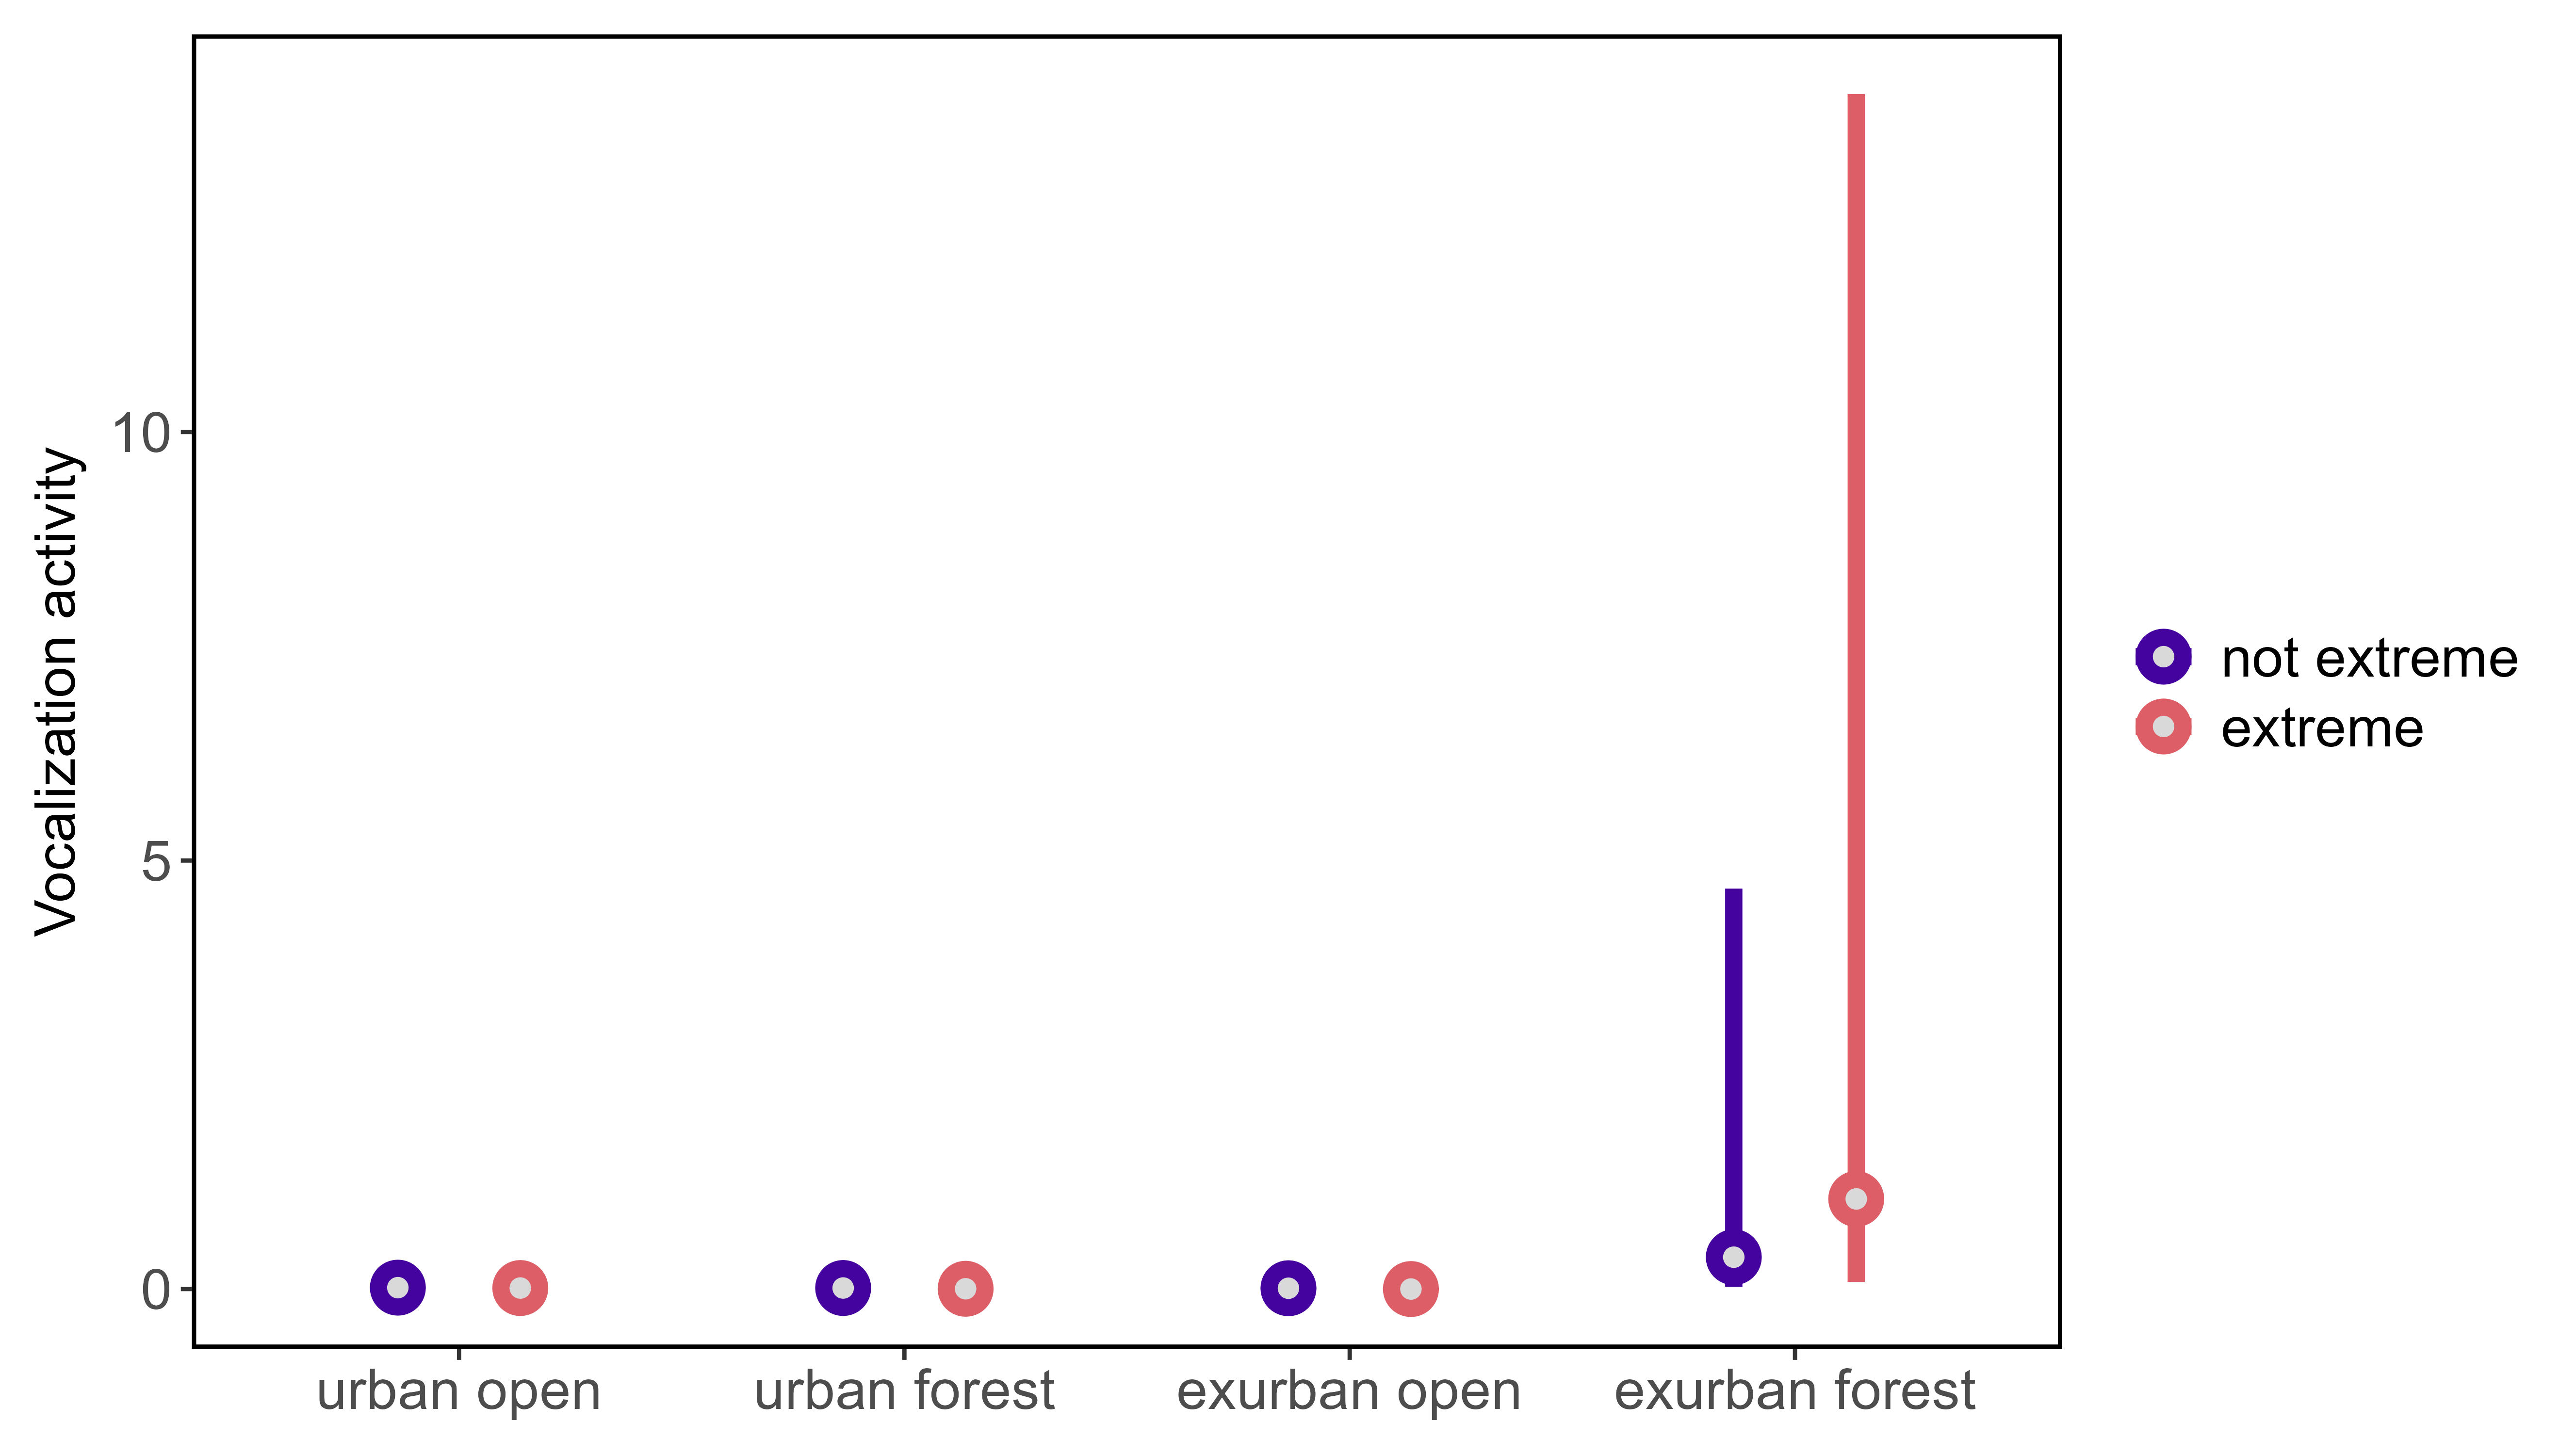 Vocalization activity
10
5
0
urban open
urban forest
exurban open
exurban forest
not extreme
extreme